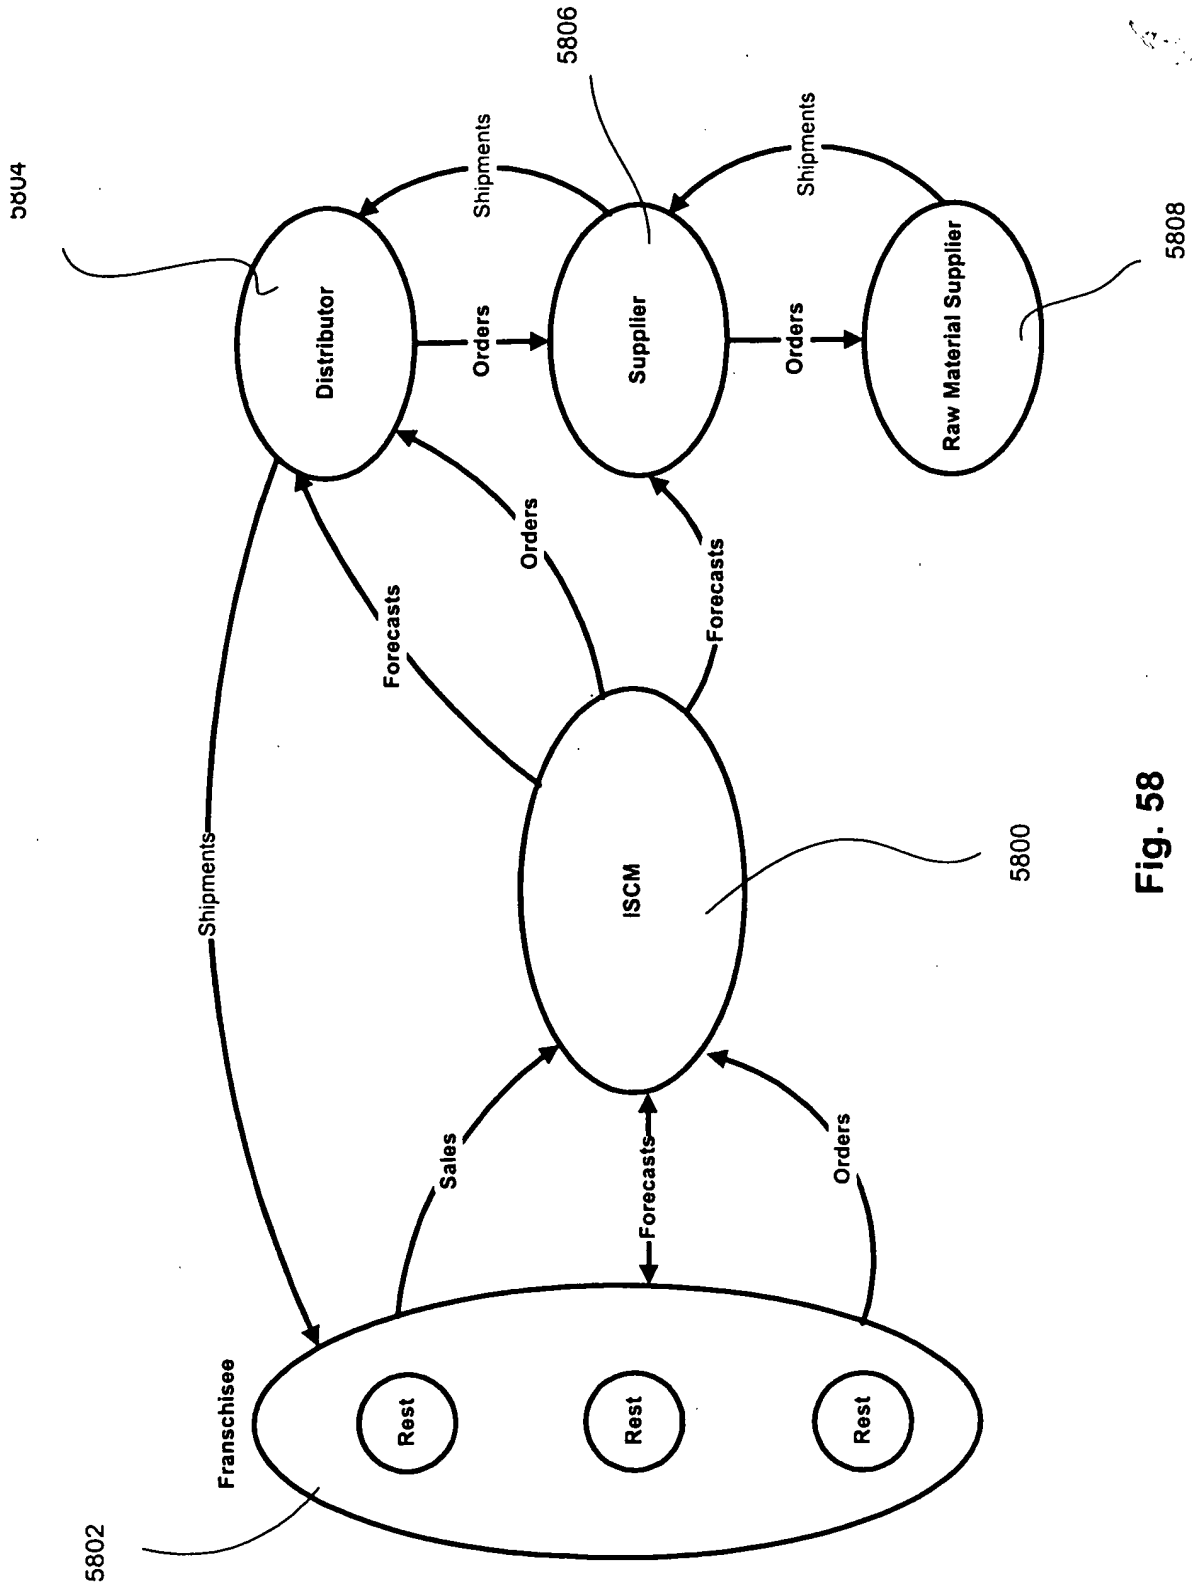 5804
5802
Shipments
Franschisee
Distributor
Forecasts
Rest
Sales
Orders
Shipments
Orders
5806
Rest
ISCM
Supplier
Forecasts
Forecasts
Orders
Shipments
Orders
Rest
Raw Material Supplier
5800
Fig. 58
5808